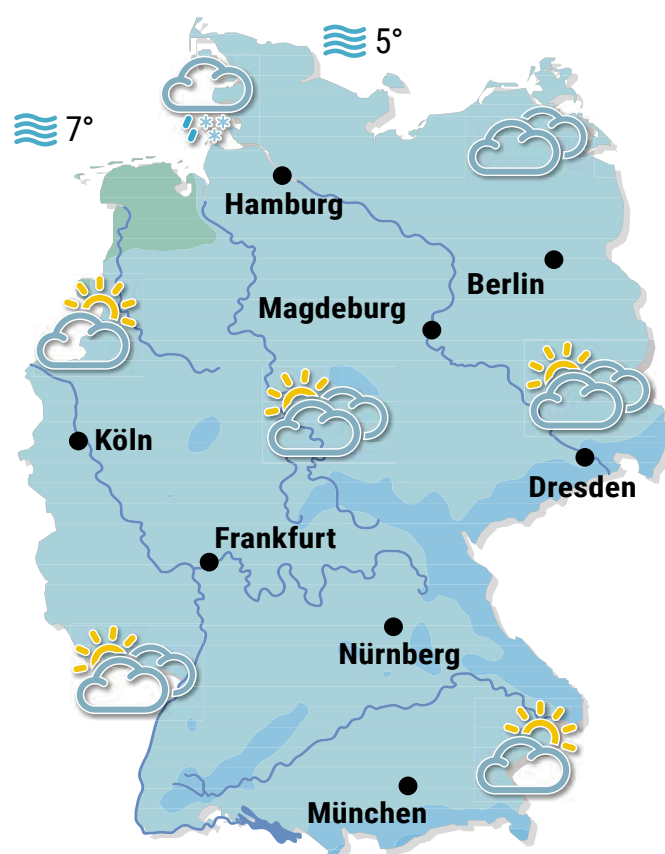 5°
7°
Hamburg
Berlin
Magdeburg
Köln
Dresden
Frankfurt
Nürnberg
München